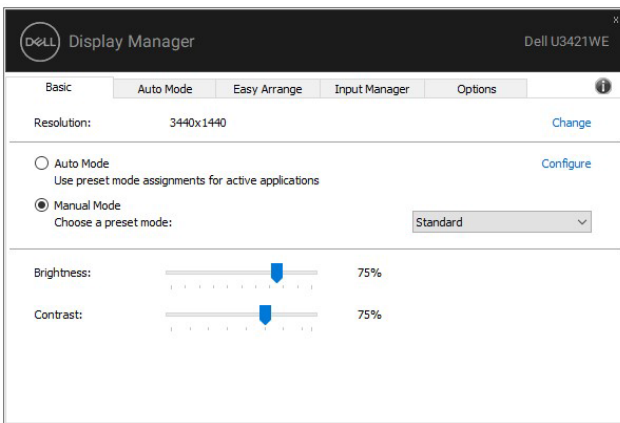 x
DELL Display Manager Dell U3421WE
Basic Auto Mode Easy Arrange Input Manager Options i
Resolution: 3440x1440 Change
Auto Mode Configure
Use preset mode assignments for active applications
Manual Mode
Choose a preset mode: Standard
Brightness: 75%
Contrast: 75%